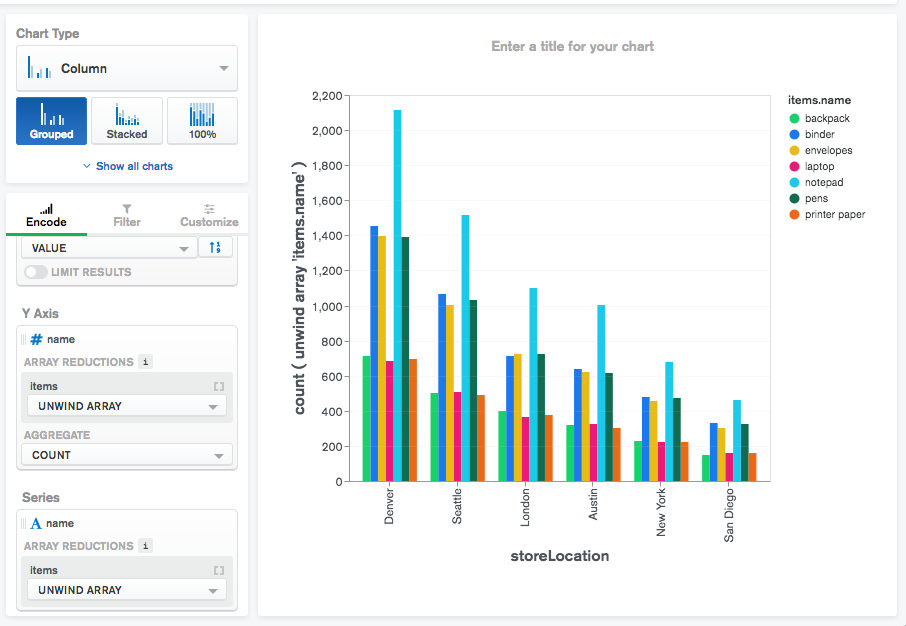 Chart Type
Column
Grouped
Stacked
100%
Show all charts
Encode
Filter
Customize
VALUE
LIMIT RESULTS
Y Axis
# name
ARRAY REDUCTIONS i
items
UNWIND ARRAY
AGGREGATE
COUNT
Series
A name
ARRAY REDUCTIONS i
items
UNWIND ARRAY
Enter a title for your chart
count ( unwind array 'items.name' )
2,200
2,000
1,800
1,600
1,400
1,200
1,000
800
600
400
200
0
Denver
Seattle
London
Austin
New York
San Diego
storeLocation
items.name
backpack
binder
envelopes
laptop
notepad
pens
printer paper